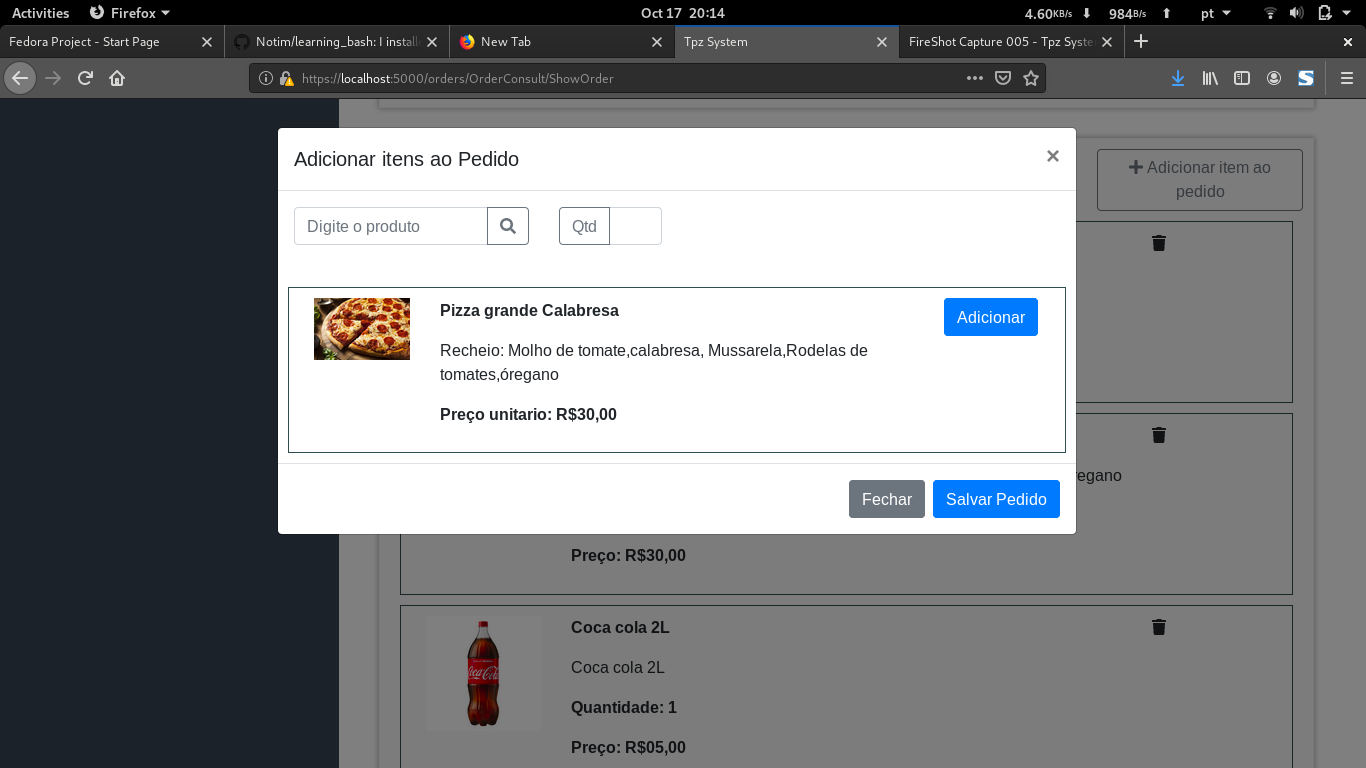 Activities Firefox Oct 17 20:14 4.60KB/s 984B/s pt
Fedora Project - Start Page Notim/learning_bash: I install New Tab Tpz System FireShot Capture 005 - Tpz Syste
https://localhost:5000/orders/OrderConsult/ShowOrder
Adicionar itens ao Pedido
Adicionar item ao
pedido
Digite o produto Qtd
Pizza grande Calabresa Adicionar
Recheio: Molho de tomate,calabresa, Mussarela,Rodelas de
tomates,óregano
Preço unitario: R$30,00
regano
Fechar Salvar Pedido
Preço: R$30,00
Coca cola 2L
Coca cola 2L
Coca-Cola
Quantidade: 1
Preço: R$05,00